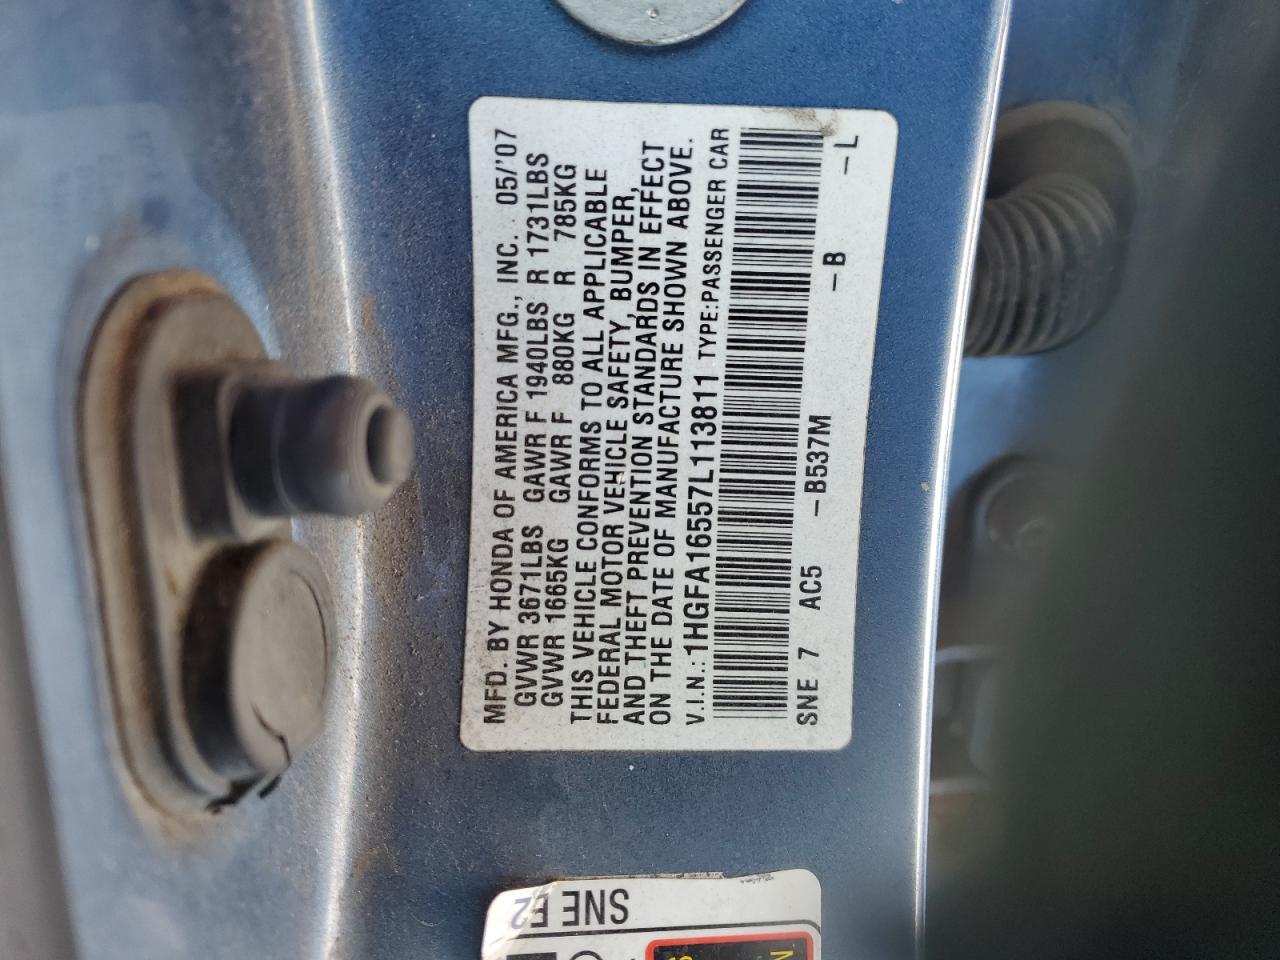 MFD. BY HONDA OF AMERICA MFG., INC. 05/'07
GVWR 3671LBS GAWR F 1940LBS R 1731LBS
GVWR 1665KG GAWR F 880KG R 785KG
THIS VEHICLE CONFORMS TO ALL APPLICABLE
FEDERAL MOTOR VEHICLE SAFETY, BUMPER,
AND THEFT PREVENTION STANDARDS IN EFFECT
ON THE DATE OF MANUFACTURE SHOWN ABOVE.
V.I.N.: 1HGFA16557L113811 TYPE:PASSENGER CAR
SNE 7 AC5 -B537M -B -L
SNE F2